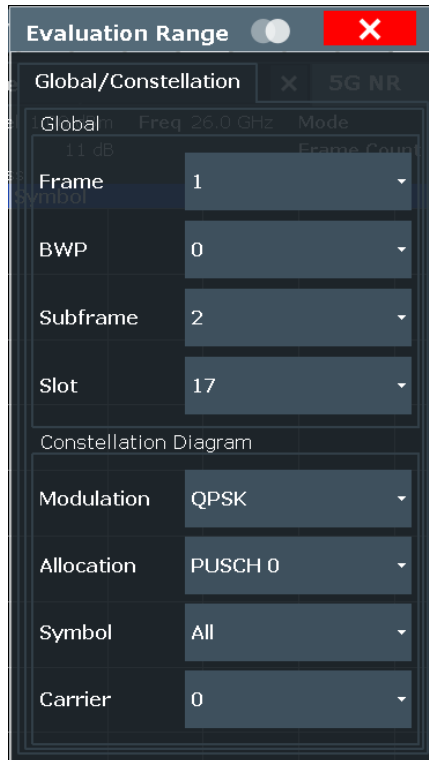 Evaluation Range
Global/Constellation
5G NR
Global
Freq 26.0 GHz Mode
11 dB Frame Count
Frame 1
Symbol
BWP 0
Subframe 2
Slot 17
Constellation Diagram
Modulation QPSK
Allocation PUSCH 0
Symbol All
Carrier 0